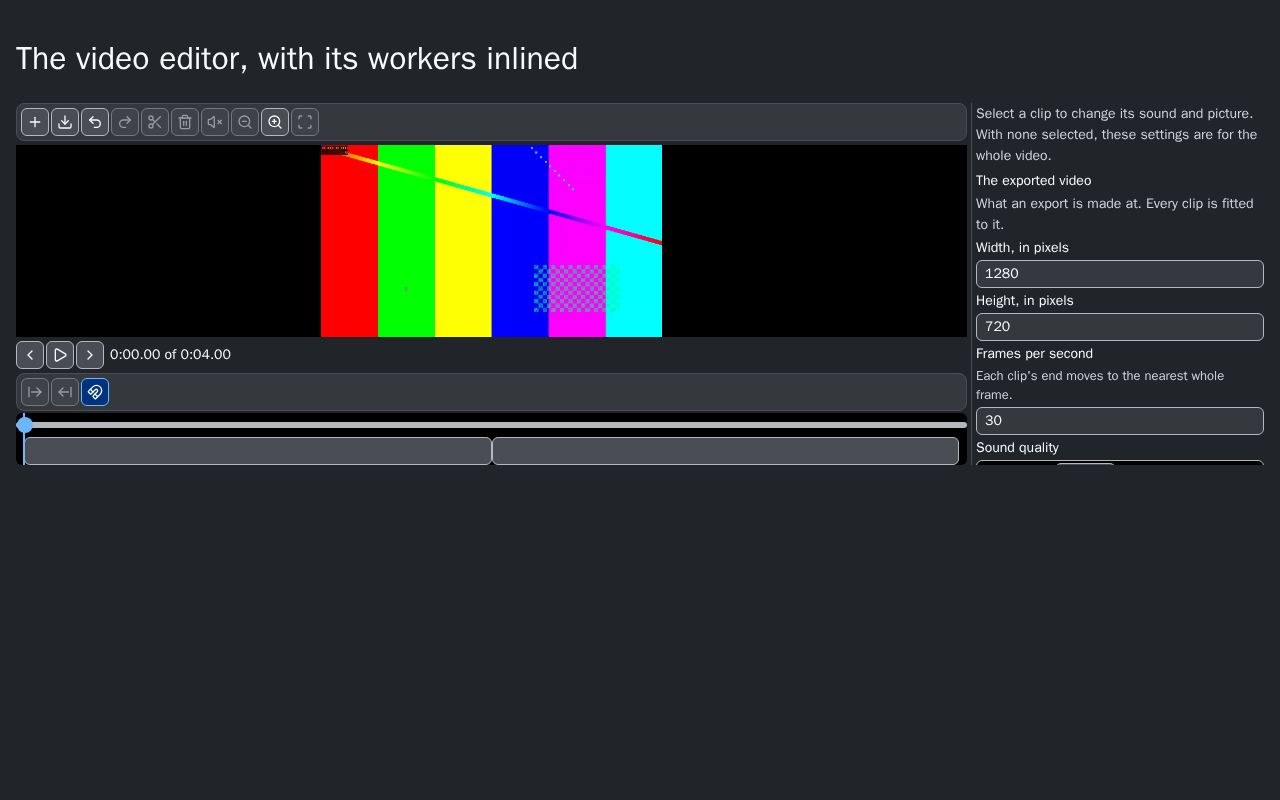 The video editor, with its workers inlined
Select a clip to change its sound and picture.
With none selected, these settings are for the
whole video.
The exported video
What an export is made at. Every clip is fitted
to it.
Width, in pixels
1280
Height, in pixels
720
Frames per second
Each clip's end moves to the nearest whole
frame.
30
Sound quality
0:00.00 of 0:04.00